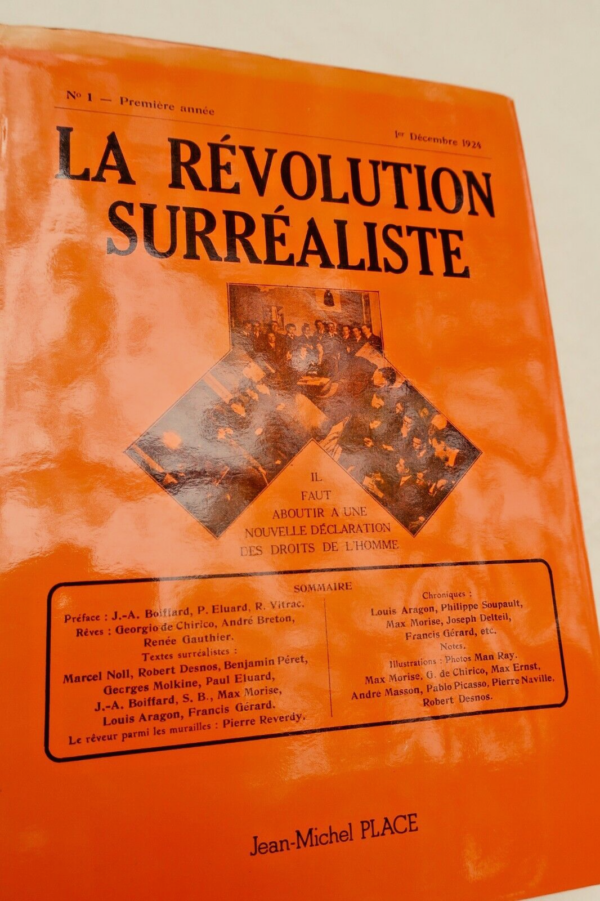 Nº 1 — Première année
1er Décembre 1924
LA RÉVOLUTION
SURRÉALISTE
IL
FAUT
ABOUTIR A UNE
NOUVELLE DÉCLARATION
DES DROITS DE L'HOMME
SOMMAIRE
Préface : J.-A. Boiffard, P. Eluard, R. Vitrac.
Rêves : Georgio de Chirico, André Breton,
Renée Gauthier.
Textes surréalistes :
Marcel Noll, Robert Desnos, Benjamin Péret,
Georges Malkine, Paul Eluard,
J.-A. Boiffard, S. B., Max Morise,
Louis Aragon, Francis Gérard.
Le rêveur parmi les murailles : Pierre Reverdy.
Chroniques :
Louis Aragon, Philippe Soupault,
Max Morise, Joseph Delteil,
Francis Gérard, etc.
Notes.
Illustrations : Photos Man Ray.
Max Morise, G. de Chirico, Max Ernst,
André Masson, Pablo Picasso, Pierre Naville,
Robert Desnos.
Jean-Michel PLACE